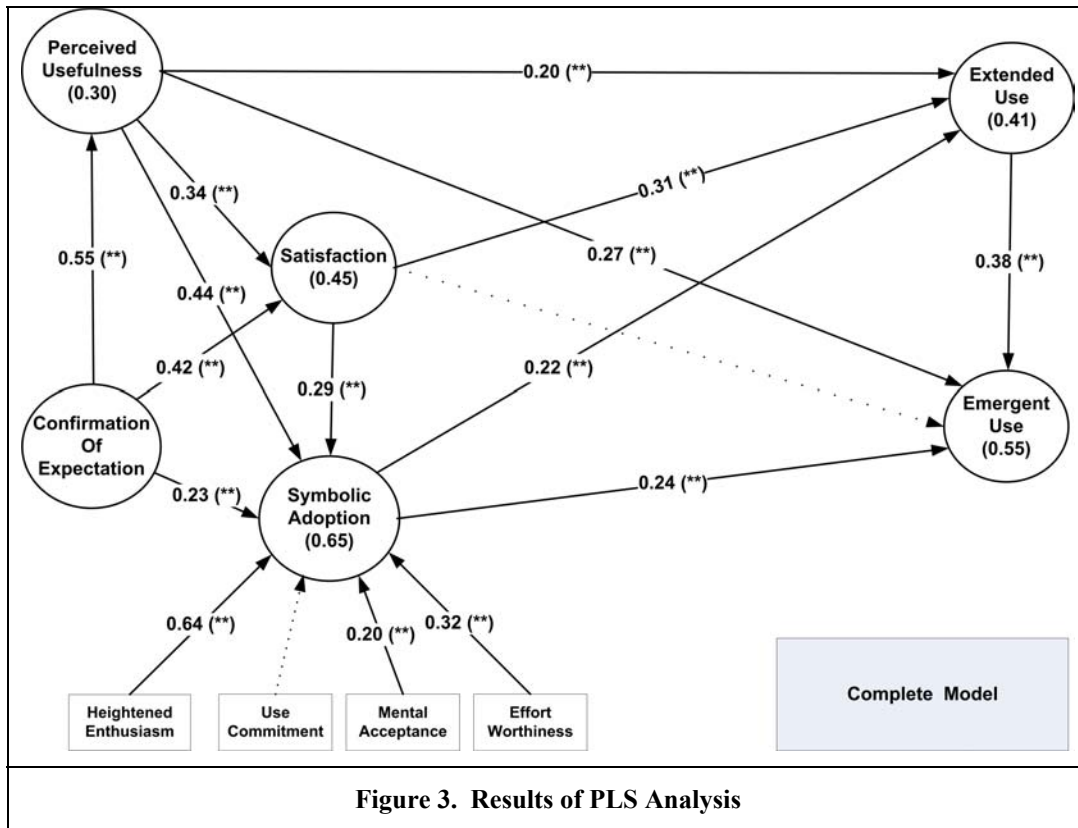 Perceived
Usefulness
(0.30)
0.20 (**)
Extended
Use
(0.41)
0.34 (**)
0.31 (**)
Satisfaction
(0.45)
0.55 (**)
0.27 (**)
0.38 (**)
0.44 (**)
0.42 (**)
0.22 (**)
0.29 (**)
Confirmation
Of
Expectation
Emergent
Use
(0.55)
0.23 (**)
Symbolic
Adoption
(0.65)
0.24 (**)
0.64 (**)
0.20 (**)
0.32 (**)
Heightened
Enthusiasm
Use
Commitment
Mental
Acceptance
Effort
Worthiness
Complete Model
Figure 3. Results of PLS Analysis